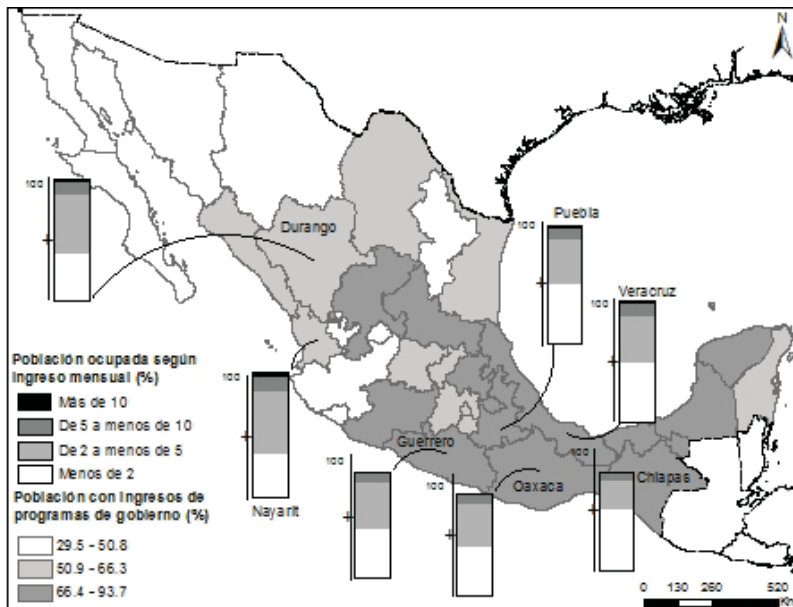 N
100
Durango
100
Puebla
100
Veracruz
Población ocupada según
Ingreso mensual (%)
Más de 10
De 5 a menos de 10
De 2 a menos de 5
Menos de 2
Población con Ingresos de
programas de gobierno (%)
29.5 - 50.8
50.9 - 66.3
66.4 - 93.7
100
Nayarit
100
Guerrero
100
Oaxaca
100
Chiapas
0 130 260 520
Km